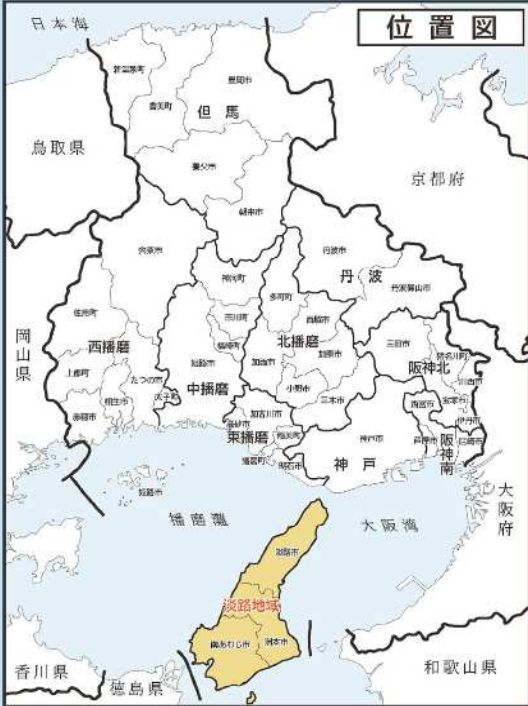 位置図
日本海
新温泉町
豊岡市
香美町
但馬
鳥取県
養父市
京都府
朝来市
宍粟市
丹波市
丹波
神河町
多可町
丹波篠山市
佐用町
市川町
西脇市
岡山県
西播磨
福崎町
北播磨
三田市
猪名川町
姫路市
加西市
加東市
阪神北
上郡町
たつの市
中播磨
川西市
相生市
太子町
小野市
宝塚市
赤穂市
三木市
西宮市
伊丹市
加古川市
高砂市
東播磨
稲美町
神戸市
芦屋市
阪神南
尼崎市
播磨町
明石市
神戸
姫路市
大阪府
播磨灘
大阪湾
淡路市
淡路地域
南あわじ市
洲本市
香川県
徳島県
和歌山県